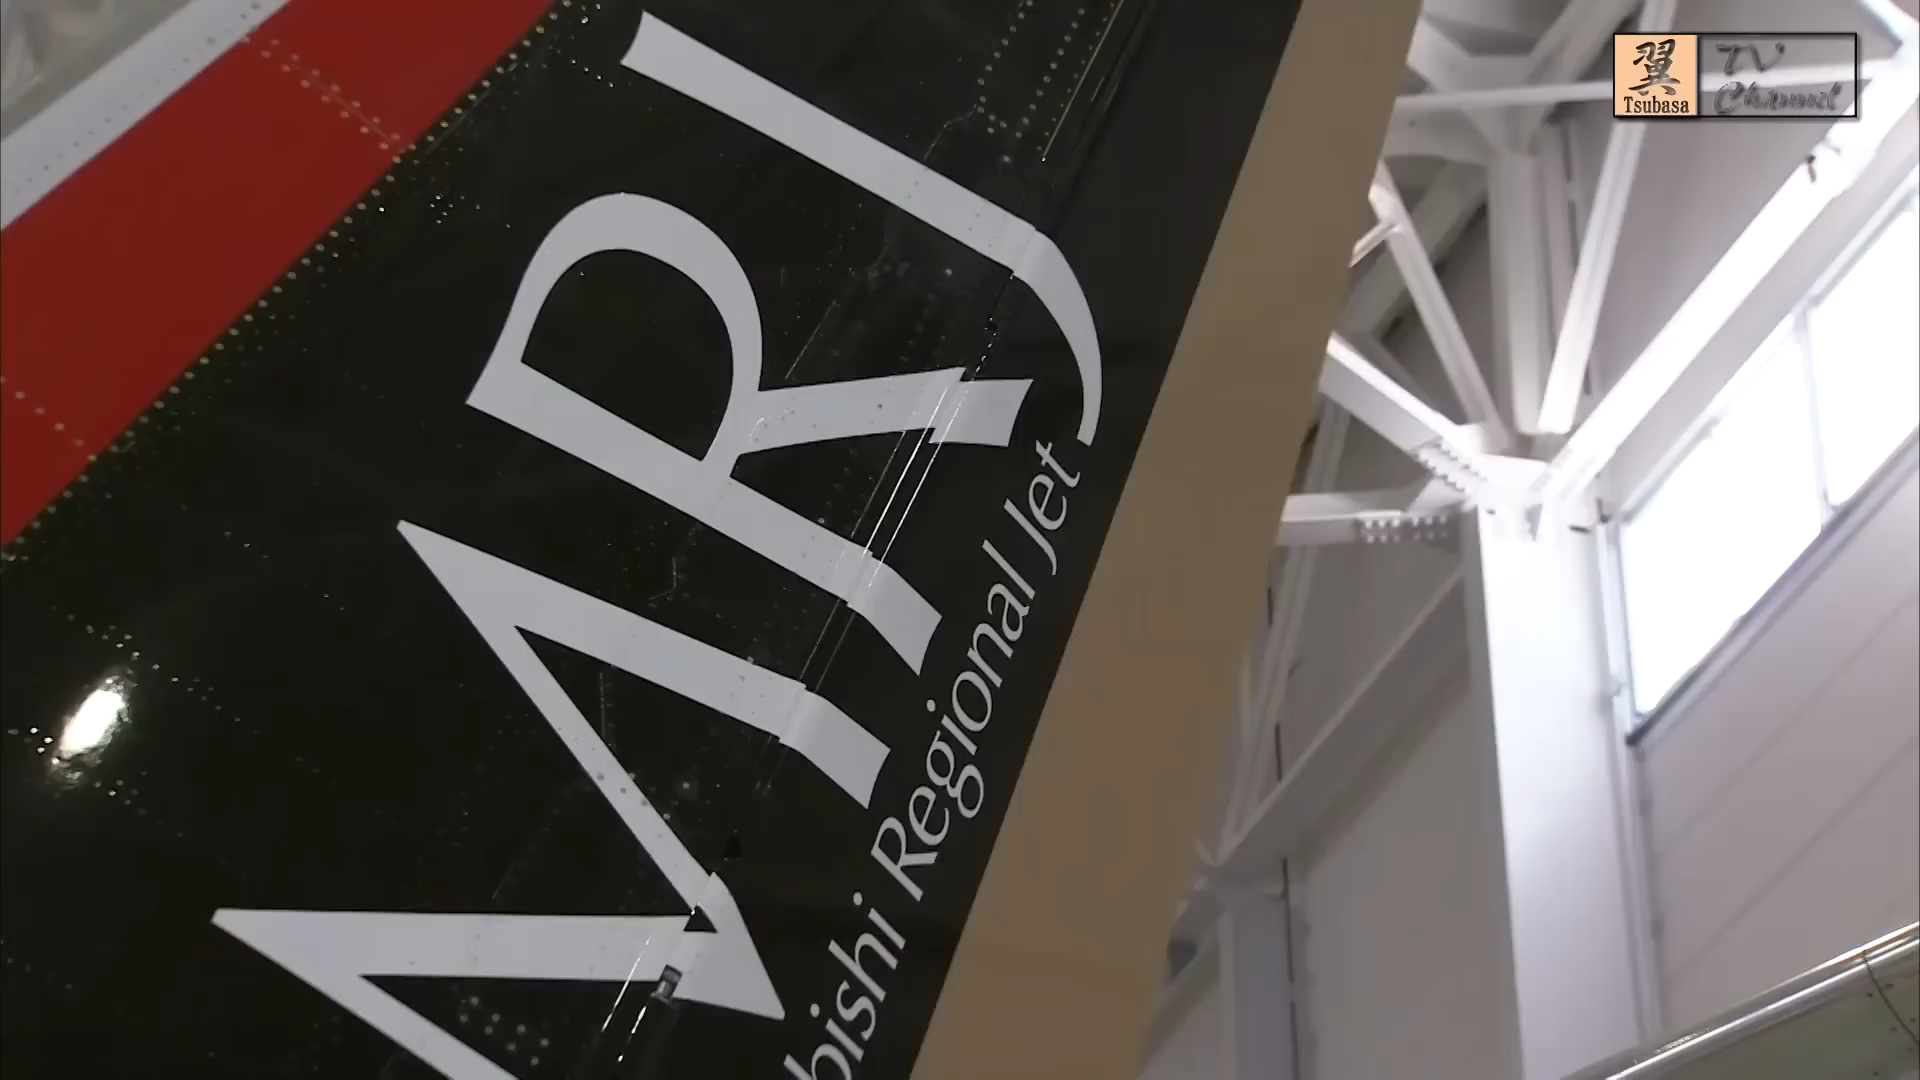 MRJ
bishi Regional Jet
翼
Tsubasa
TV
Channel